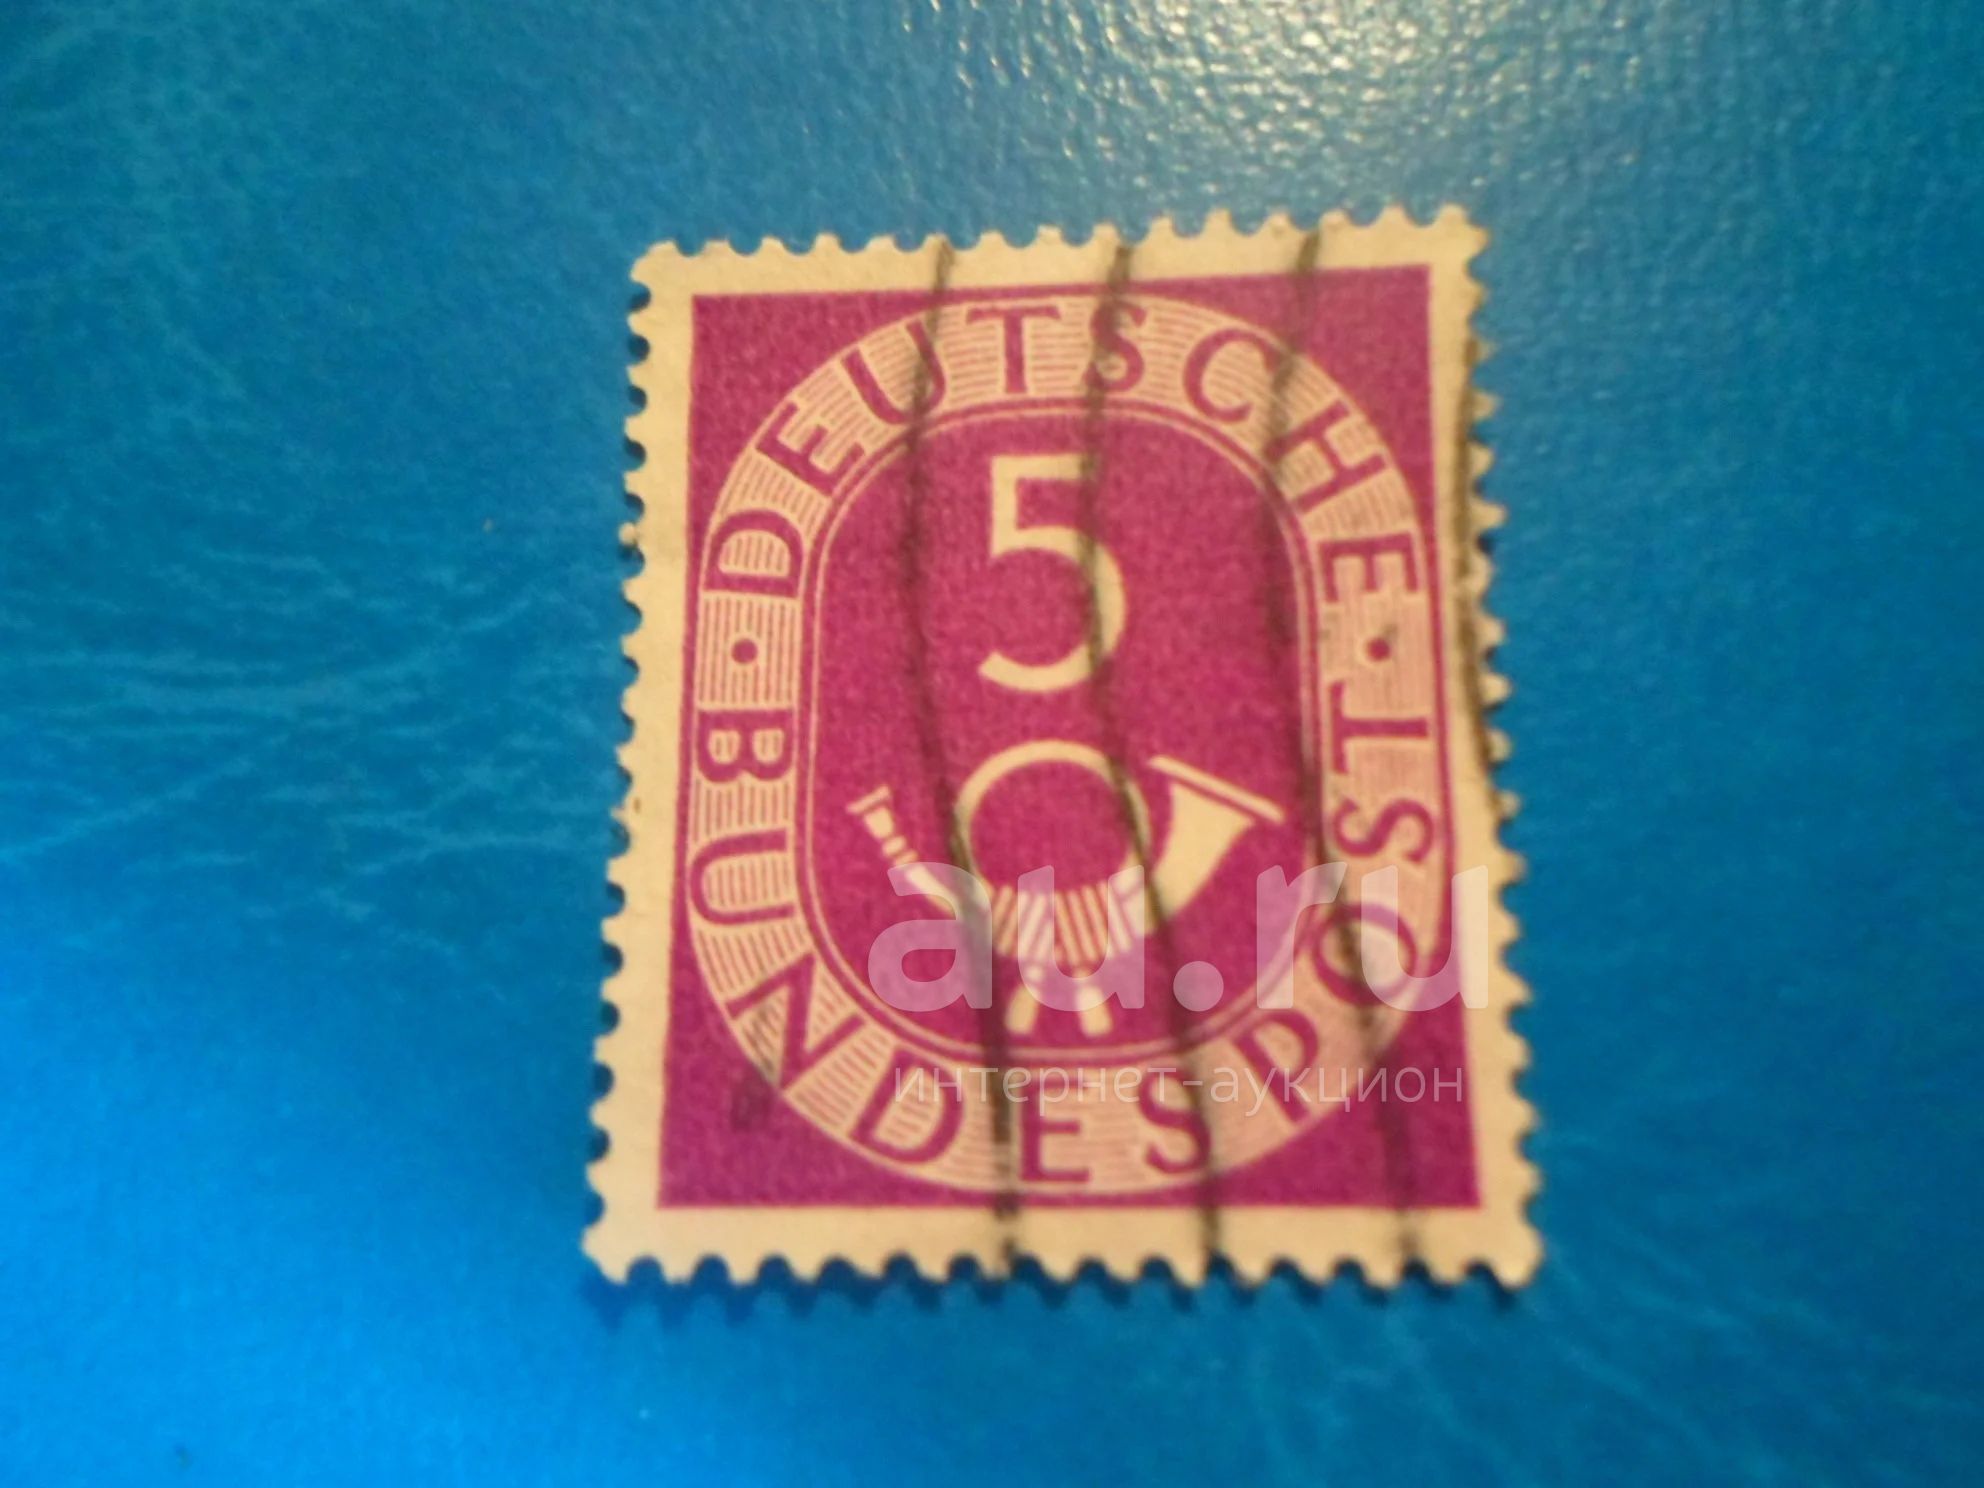 DEUTSCHE • BUNDESPOST •
5
au.ru
интернет-аукцион